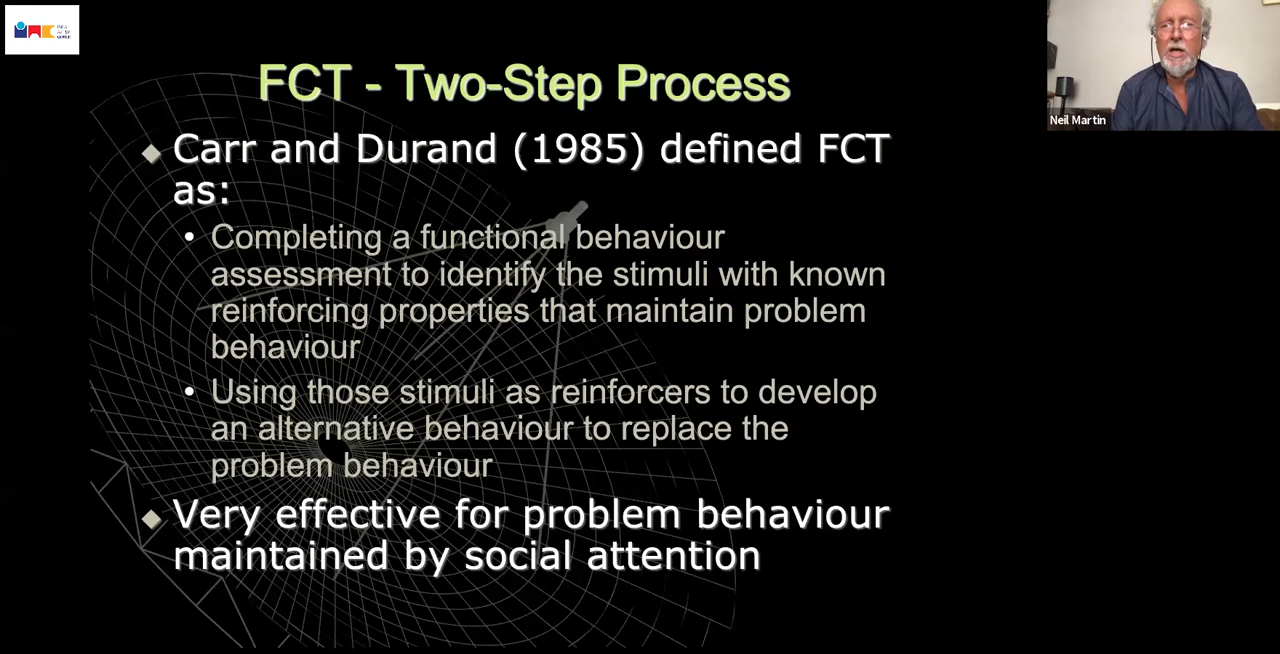 FCT - Two-Step Process
Carr and Durand (1985) defined FCT
as:
Completing a functional behaviour
assessment to identify the stimuli with known
reinforcing properties that maintain problem
behaviour
Using those stimuli as reinforcers to develop
an alternative behaviour to replace the
problem behaviour
Very effective for problem behaviour
maintained by social attention
Neil Martin